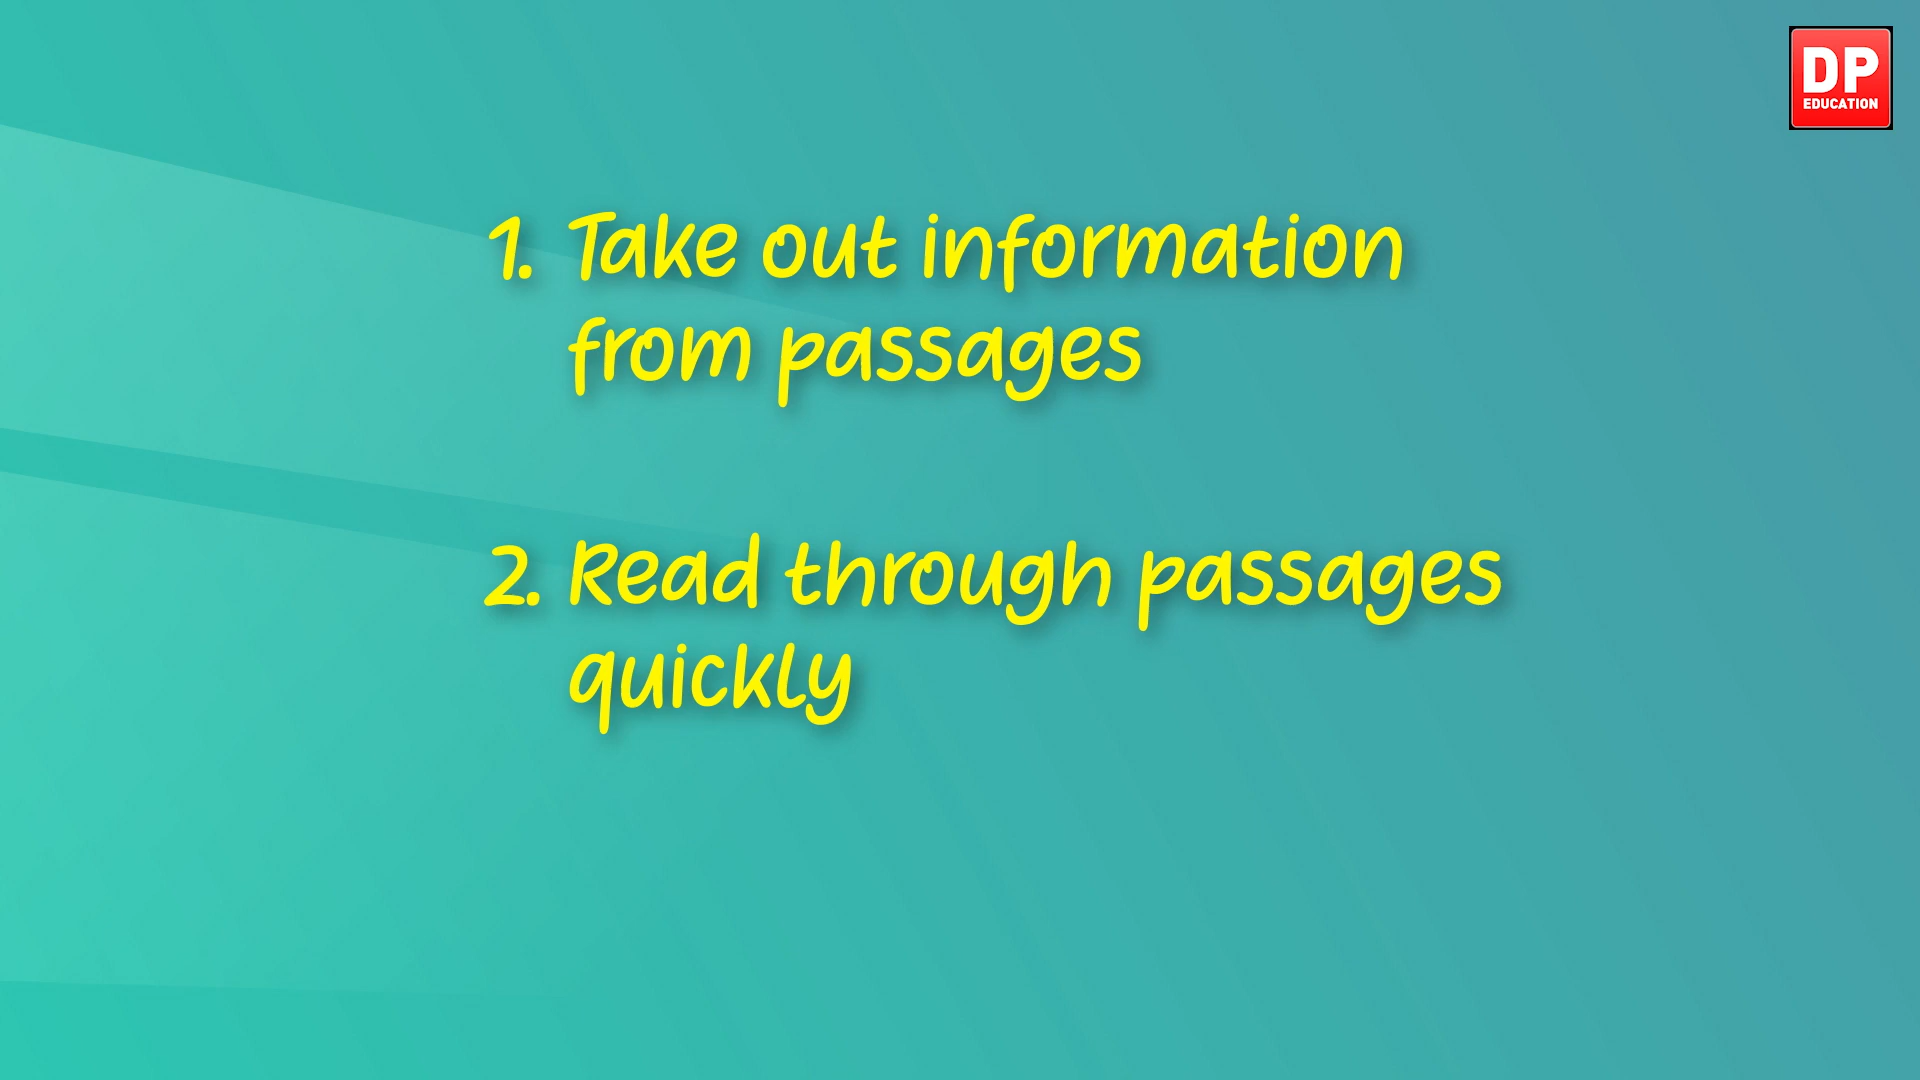 DP
EDUCATION
1. Take out information
from passages
2. Read through passages
quickly